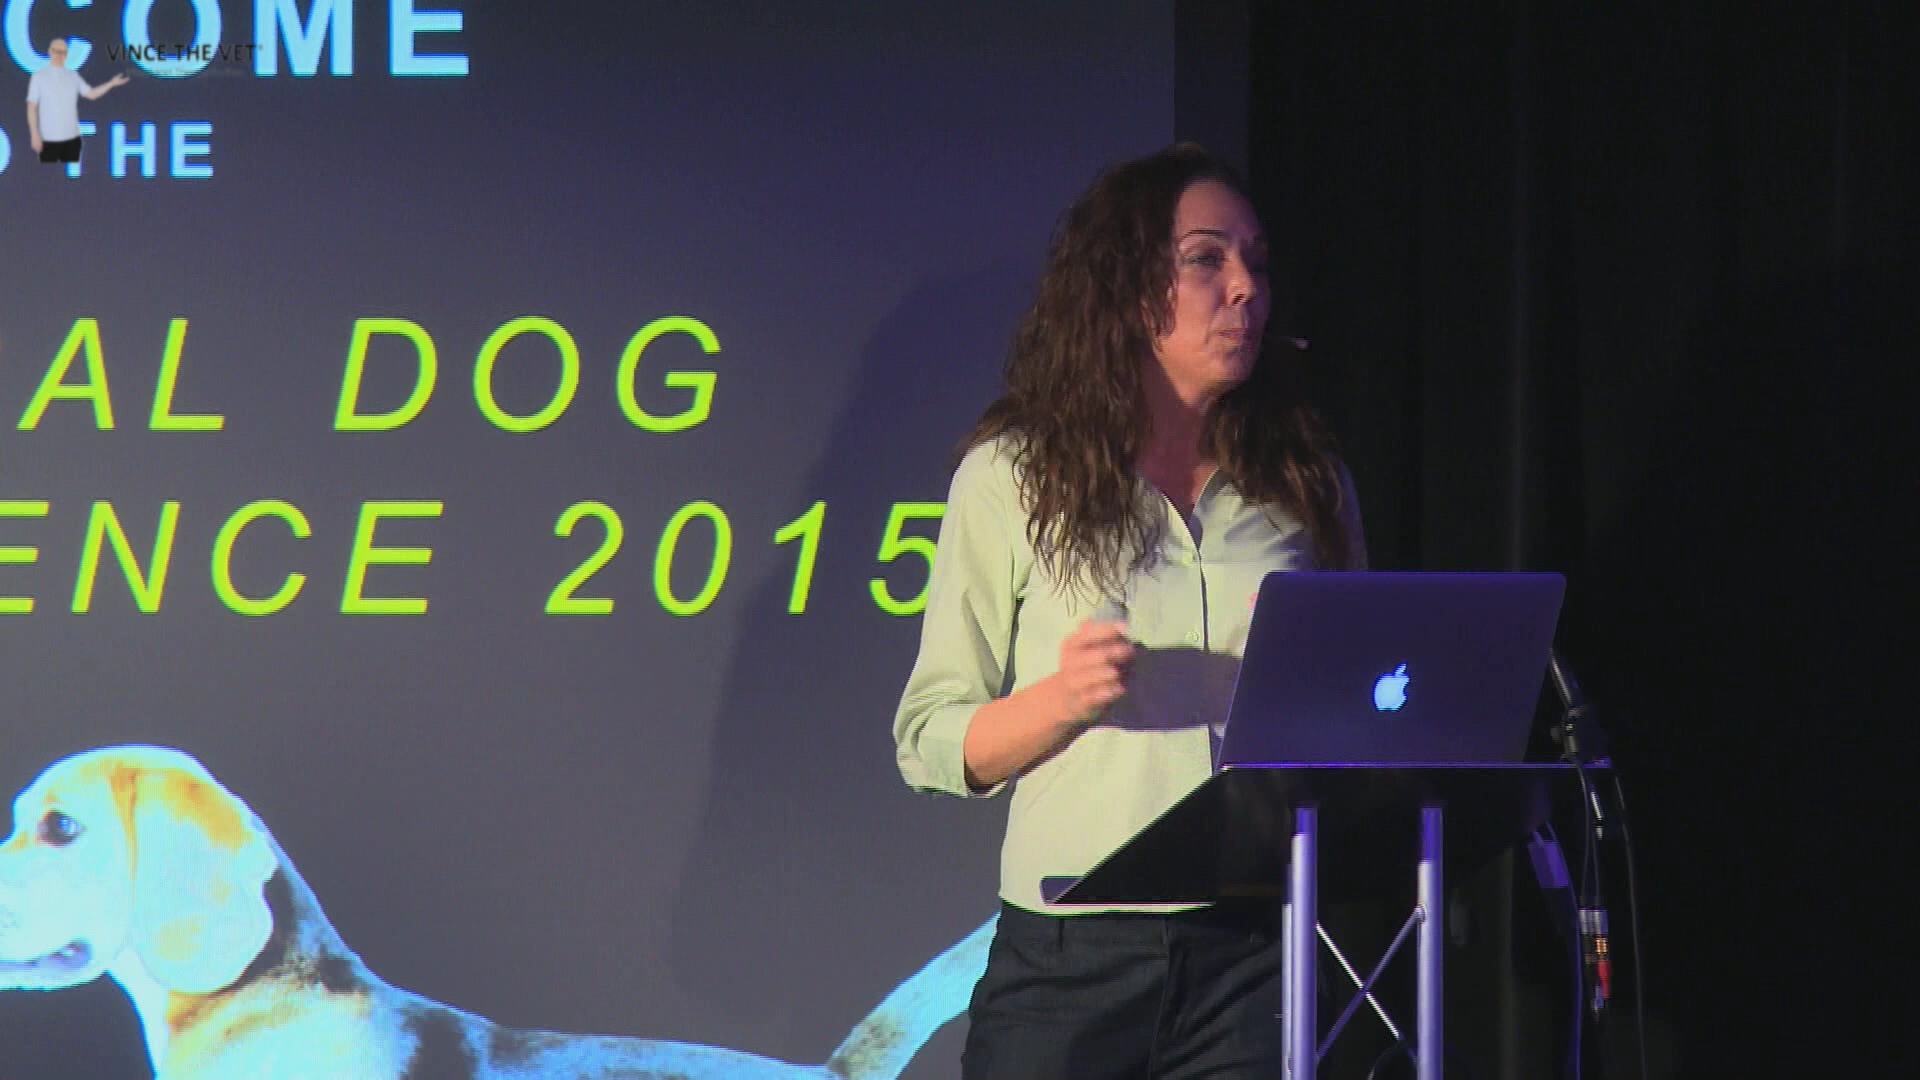 COME
VINCE THE VET®
O THE
AL DOG
ENCE 2015